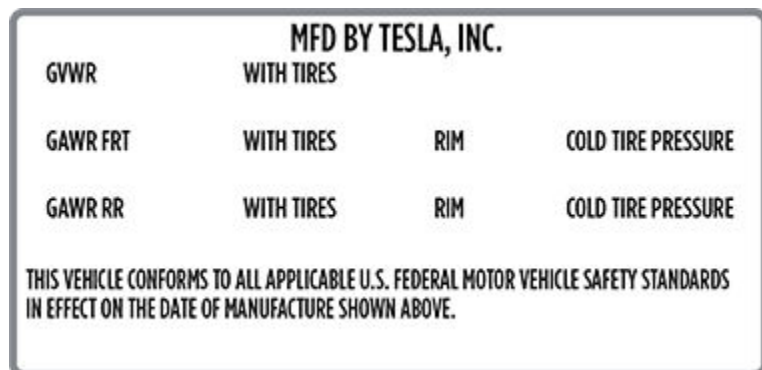 MFD BY TESLA, INC.
GVWR WITH TIRES
GAWR FRT WITH TIRES RIM COLD TIRE PRESSURE
GAWR RR WITH TIRES RIM COLD TIRE PRESSURE
THIS VEHICLE CONFORMS TO ALL APPLICABLE U.S. FEDERAL MOTOR VEHICLE SAFETY STANDARDS
IN EFFECT ON THE DATE OF MANUFACTURE SHOWN ABOVE.